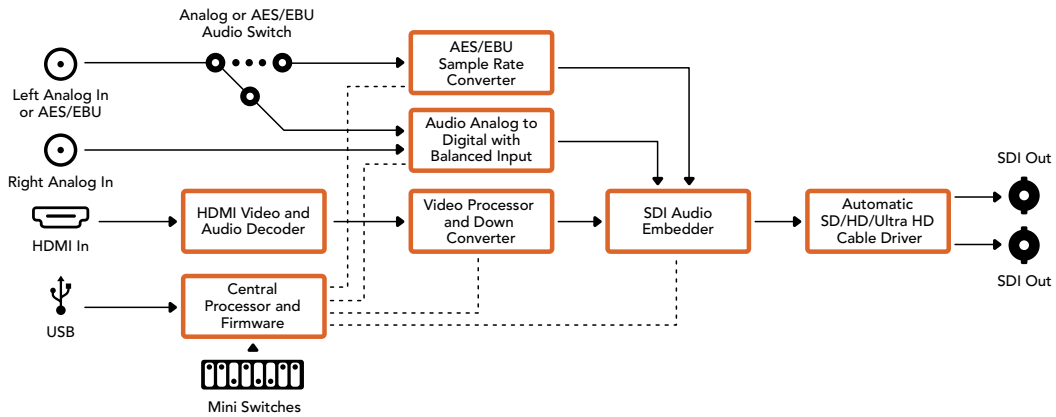 Analog or AES/EBU
Audio Switch
Left Analog In
or AES/EBU
AES/EBU
Sample Rate
Converter
Audio Analog to
Digital with
Balanced Input
Right Analog In
HDMI In
HDMI Video and
Audio Decoder
Video Processor
and Down
Converter
SDI Audio
Embedder
Automatic
SD/HD/Ultra HD
Cable Driver
SDI Out
SDI Out
USB
Central
Processor and
Firmware
Mini Switches